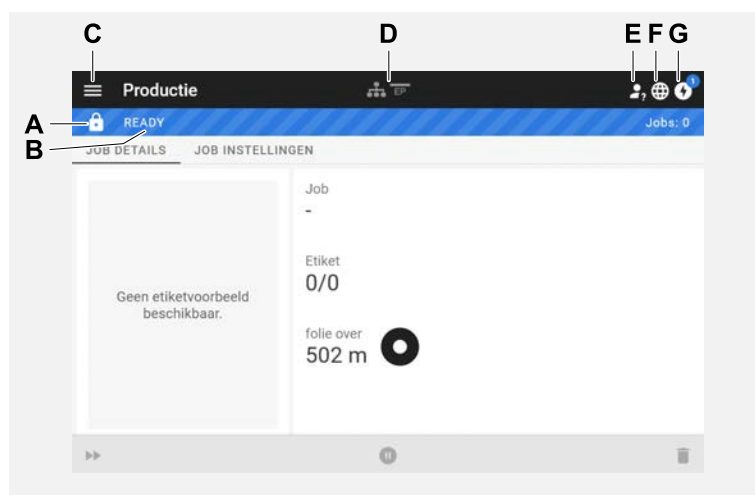 C D E F G
Productie EP 1
A READY Jobs: 0
B
JOB DETAILS JOB INSTELLINGEN
Job
-
Etiket
0/0
Geen etiketvoorbeeld
beschikbaar.
folie over
502 m